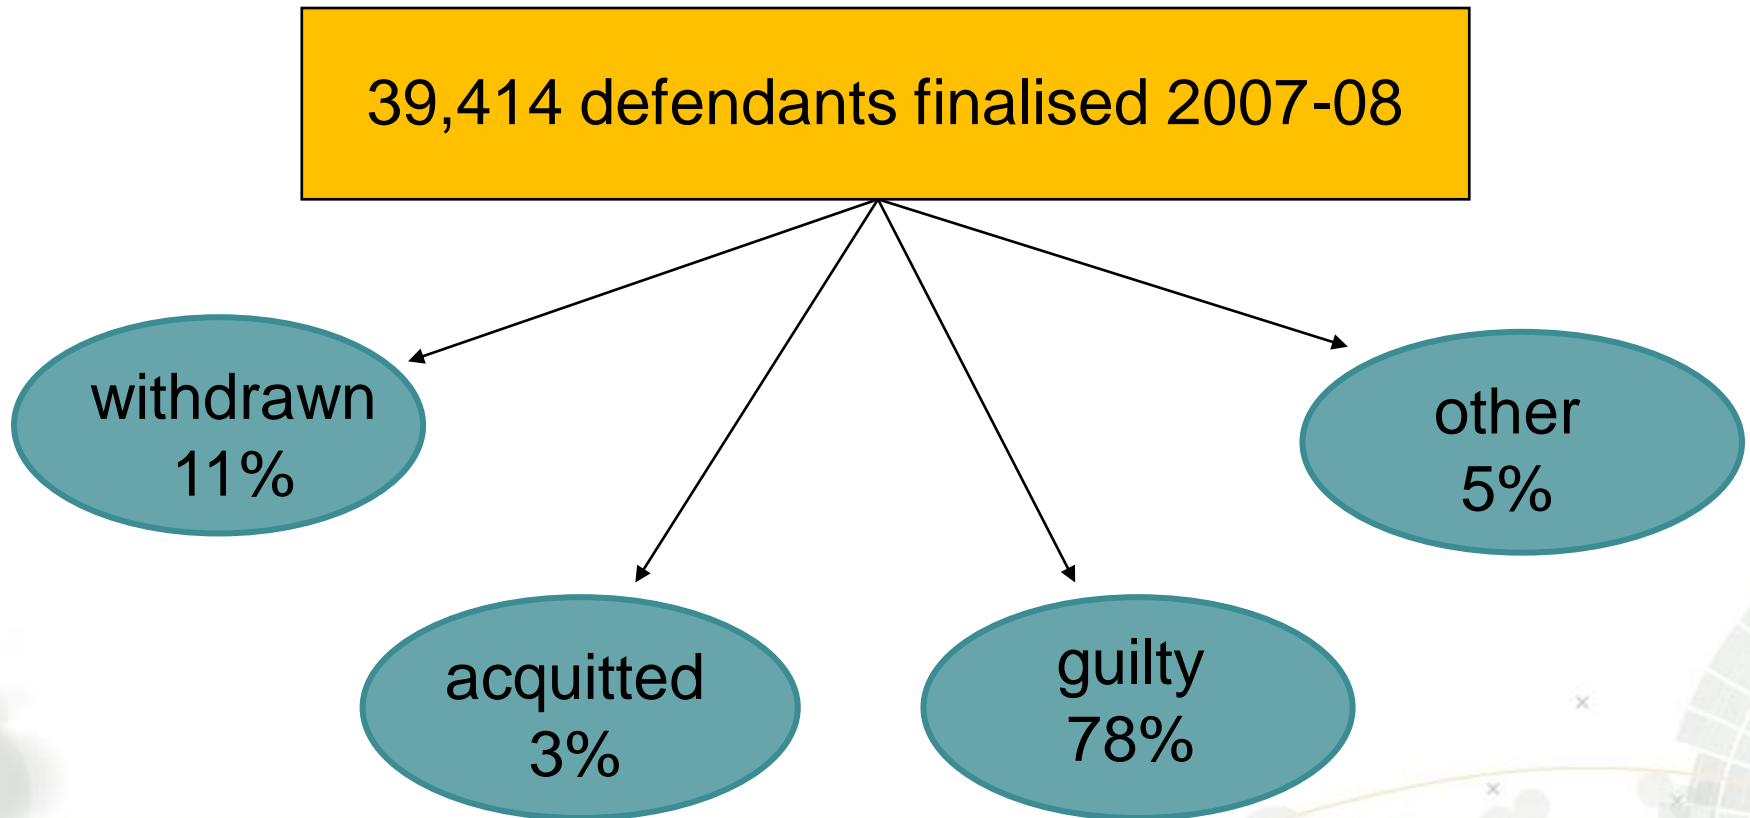 39,414 defendants finalised 2007-08
withdrawn
11%
other
5%
acquitted
3%
guilty
78%